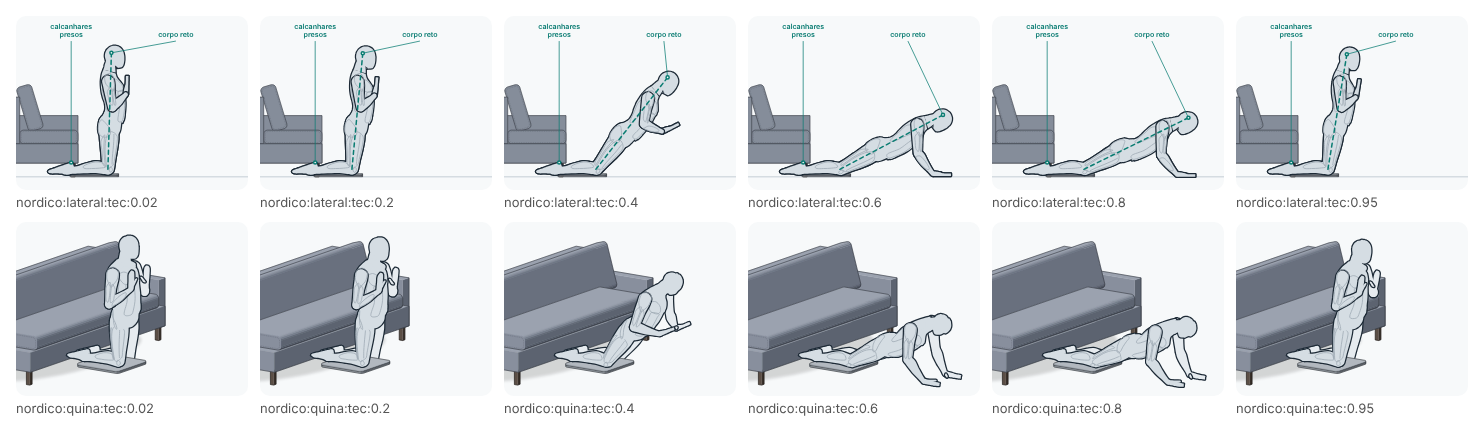 calcanhares
presos
corpo reto
calcanhares
presos
corpo reto
calcanhares
presos
corpo reto
calcanhares
presos
corpo reto
calcanhares
presos
corpo reto
calcanhares
presos
corpo reto
nordico:lateral:tec:0.02
nordico:lateral:tec:0.2
nordico:lateral:tec:0.4
nordico:lateral:tec:0.6
nordico:lateral:tec:0.8
nordico:lateral:tec:0.95
nordico:quina:tec:0.02
nordico:quina:tec:0.2
nordico:quina:tec:0.4
nordico:quina:tec:0.6
nordico:quina:tec:0.8
nordico:quina:tec:0.95